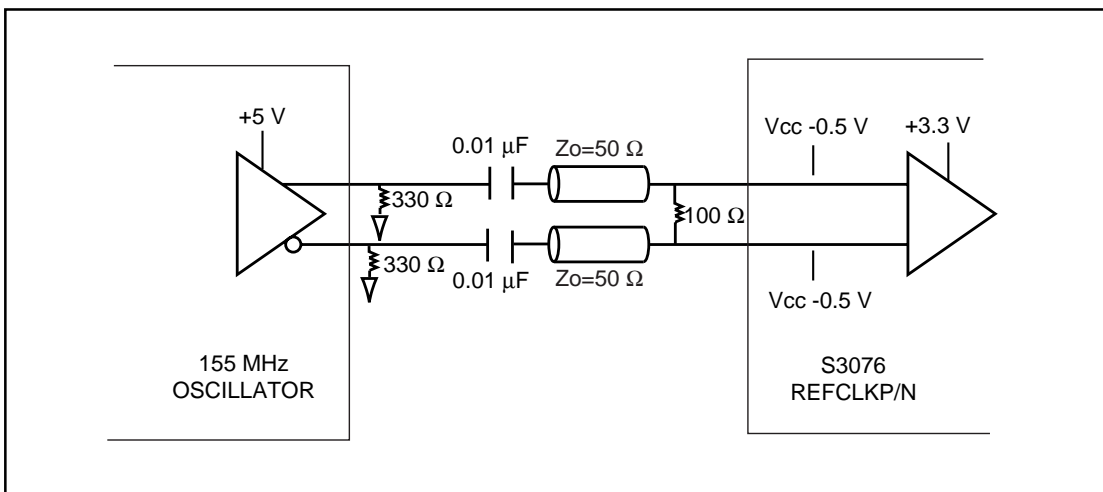 +5 V
0.01 μF
Zo=50 Ω
Vcc -0.5 V
+3.3 V
330 Ω
100 Ω
330 Ω
0.01 μF
Zo=50 Ω
Vcc -0.5 V
155 MHz
OSCILLATOR
S3076
REFCLKP/N